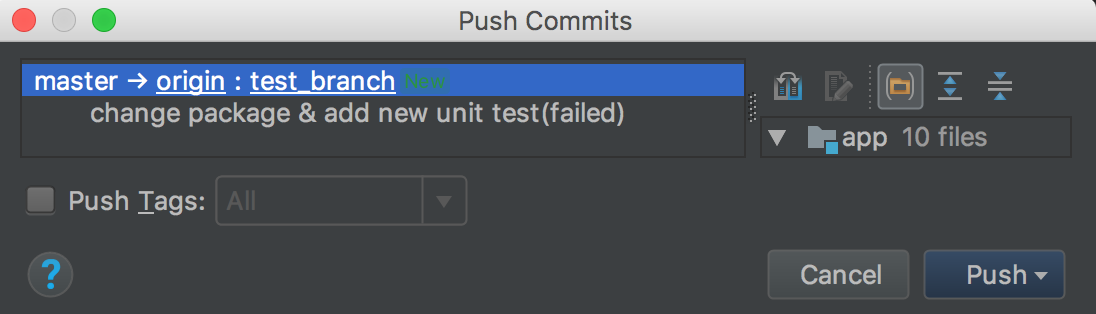 Push Commits
master → origin : test_branch New
change package & add new unit test(failed)
app 10 files
Push Tags: All
?
Cancel
Push